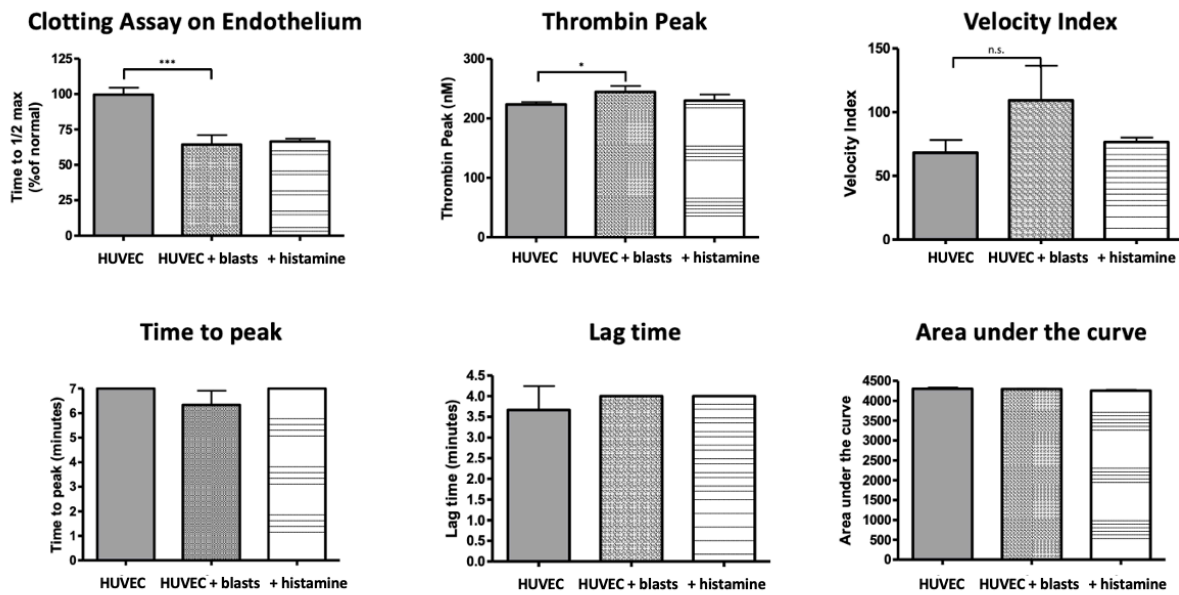 Clotting Assay on Endothelium
Time to 1/2 max
(%of normal)
125
100
75
50
25
0
***
HUVEC HUVEC + blasts + histamine
Thrombin Peak
Thrombin Peak (nM)
300
200
100
0
*
HUVEC HUVEC + blasts + histamine
Velocity Index
Velocity Index
150
100
50
0
n.s.
HUVEC HUVEC + blasts + histamine
Time to peak
Time to peak (minutes)
7
6
5
4
3
2
1
0
HUVEC HUVEC + blasts + histamine
Lag time
Lag time (minutes)
4.5
4.0
3.5
3.0
2.5
2.0
1.5
1.0
0.5
0.0
HUVEC HUVEC + blasts + histamine
Area under the curve
Area under the curve
4500
4000
3500
3000
2500
2000
1500
1000
500
0
HUVEC HUVEC + blasts + histamine